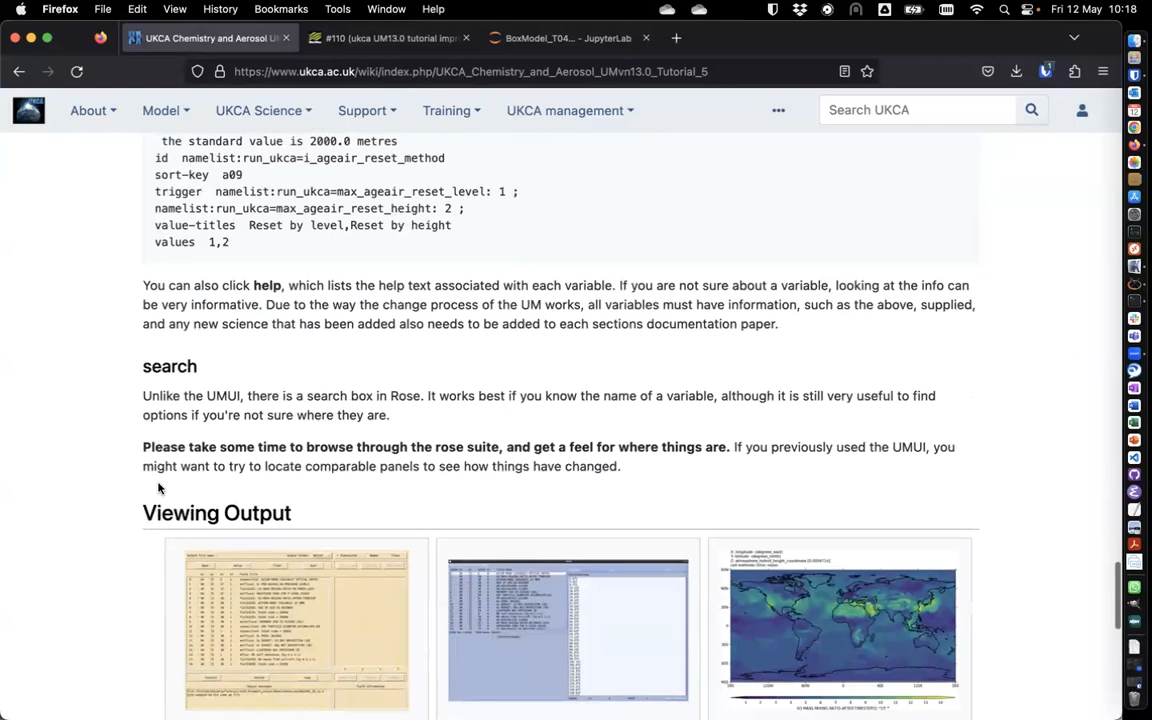 Firefox File Edit View History Bookmarks Tools Window Help Fri 12 May 10:18
UKCA Chemistry and Aerosol U #110 (ukca UM13.0 tutorial impr BoxModel_T04... - JupyterLab
https://www.ukca.ac.uk/wiki/index.php/UKCA_Chemistry_and_Aerosol_UMvn13.0_Tutorial_5
About Model UKCA Science Support Training UKCA management Search UKCA
the standard value is 2000.0 metres
id namelist:run_ukca=i_ageair_reset_method
sort-key a09
trigger namelist:run_ukca=max_ageair_reset_level: 1 ;
namelist:run_ukca=max_ageair_reset_height: 2 ;
value-titles Reset by level,Reset by height
values 1,2
You can also click help, which lists the help text associated with each variable. If you are not sure about a variable, looking at the info can
be very informative. Due to the way the change process of the UM works, all variables must have information, such as the above, supplied,
and any new science that has been added also needs to be added to each sections documentation paper.
search
Unlike the UMUI, there is a search box in Rose. It works best if you know the name of a variable, although it is still very useful to find
options if you're not sure where they are.
Please take some time to browse through the rose suite, and get a feel for where things are. If you previously used the UMUI, you
might want to try to locate comparable panels to see how things have changed.
Viewing Output